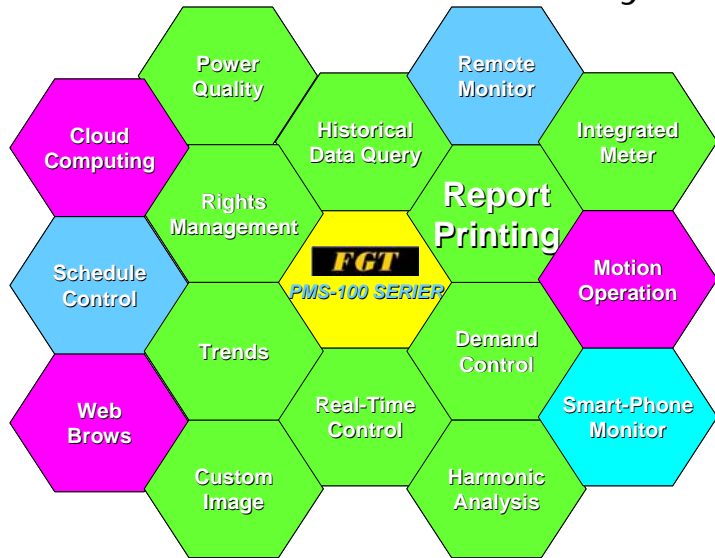 Power
Quality
Remote
Monitor
Cloud
Computing
Historical
Data Query
Integrated
Meter
Rights
Management
Report
Printing
FGT
PMS-100 SERIER
Schedule
Control
Motion
Operation
Trends
Demand
Control
Web
Brows
Real-Time
Control
Smart-Phone
Monitor
Custom
Image
Harmonic
Analysis